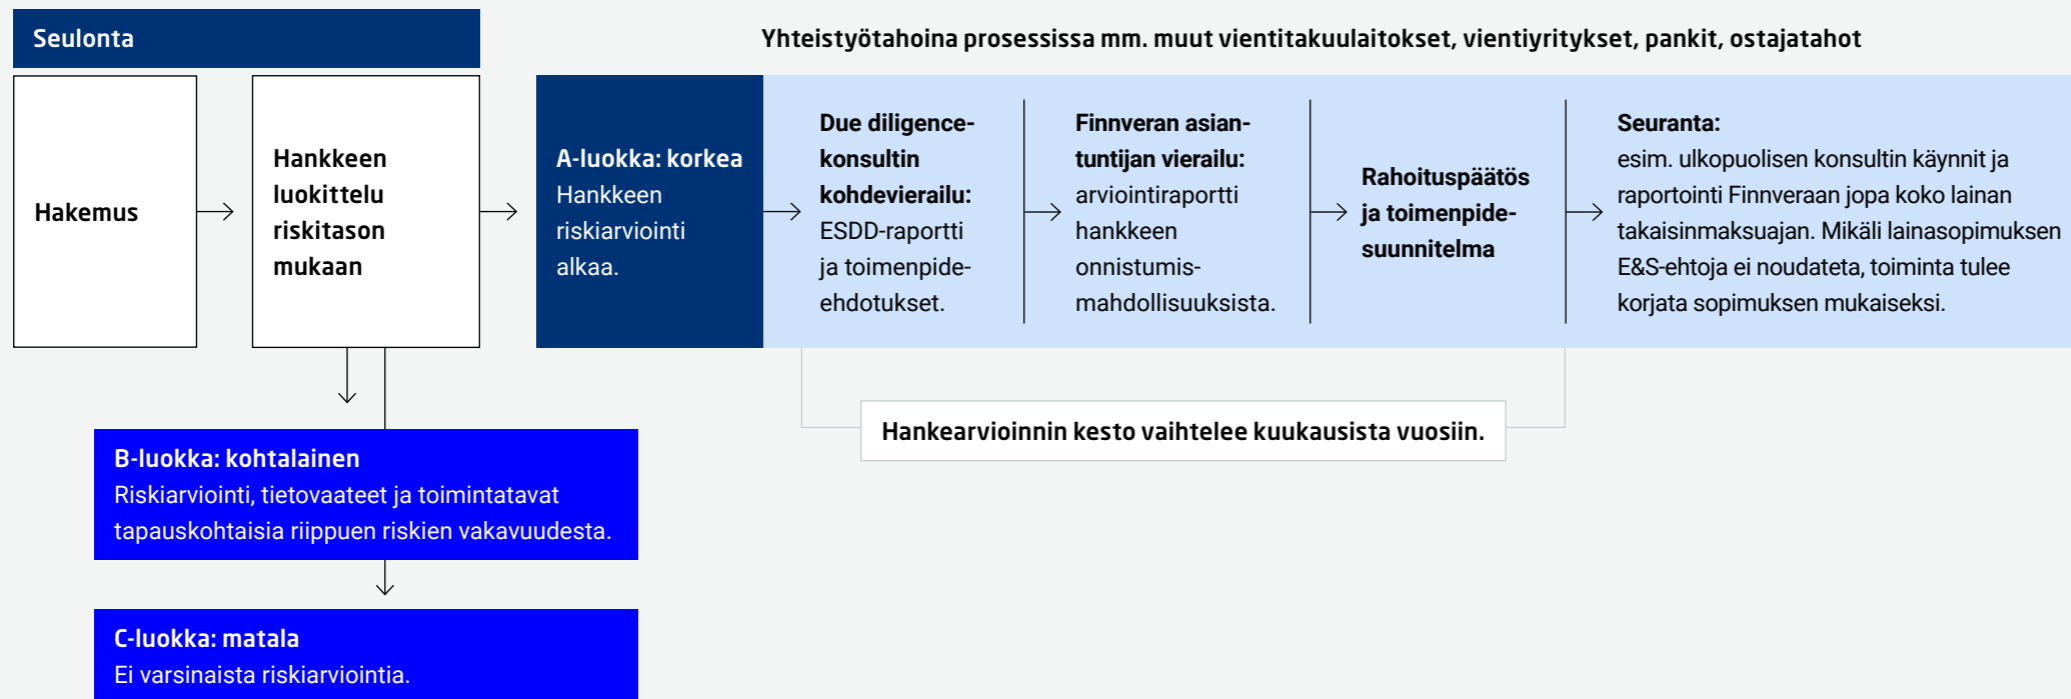 Seulonta
Yhteistyötahoina prosessissa mm. muut vientitakuulaitokset, vientiyritykset, pankit, ostajatahot
Hakemus
Hankkeen
luokittelu
riskitason
mukaan
A-luokka: korkea
Hankkeen
riskiarviointi
alkaa.
Due diligence-
konsultin
kohdevierailu:
ESDD-raportti
ja toimenpide-
ehdotukset.
Finnveran asian-
tuntijan vierailu:
arviointiraportti
hankkeen
onnistumis-
mahdollisuuksista.
Rahoituspäätös
ja toimenpide-
suunnitelma
Seuranta:
esim. ulkopuolisen konsultin käynnit ja
raportointi Finnveraan jopa koko lainan
takaisinmaksuajan. Mikäli lainasopimuksen
E&S-ehtoja ei noudateta, toiminta tulee
korjata sopimuksen mukaiseksi.
Hankearvioinnin kesto vaihtelee kuukausista vuosiin.
B-luokka: kohtalainen
Riskiarviointi, tietovaateet ja toimintatavat
tapauskohtaisia riippuen riskien vakavuudesta.
C-luokka: matala
Ei varsinaista riskiarviointia.